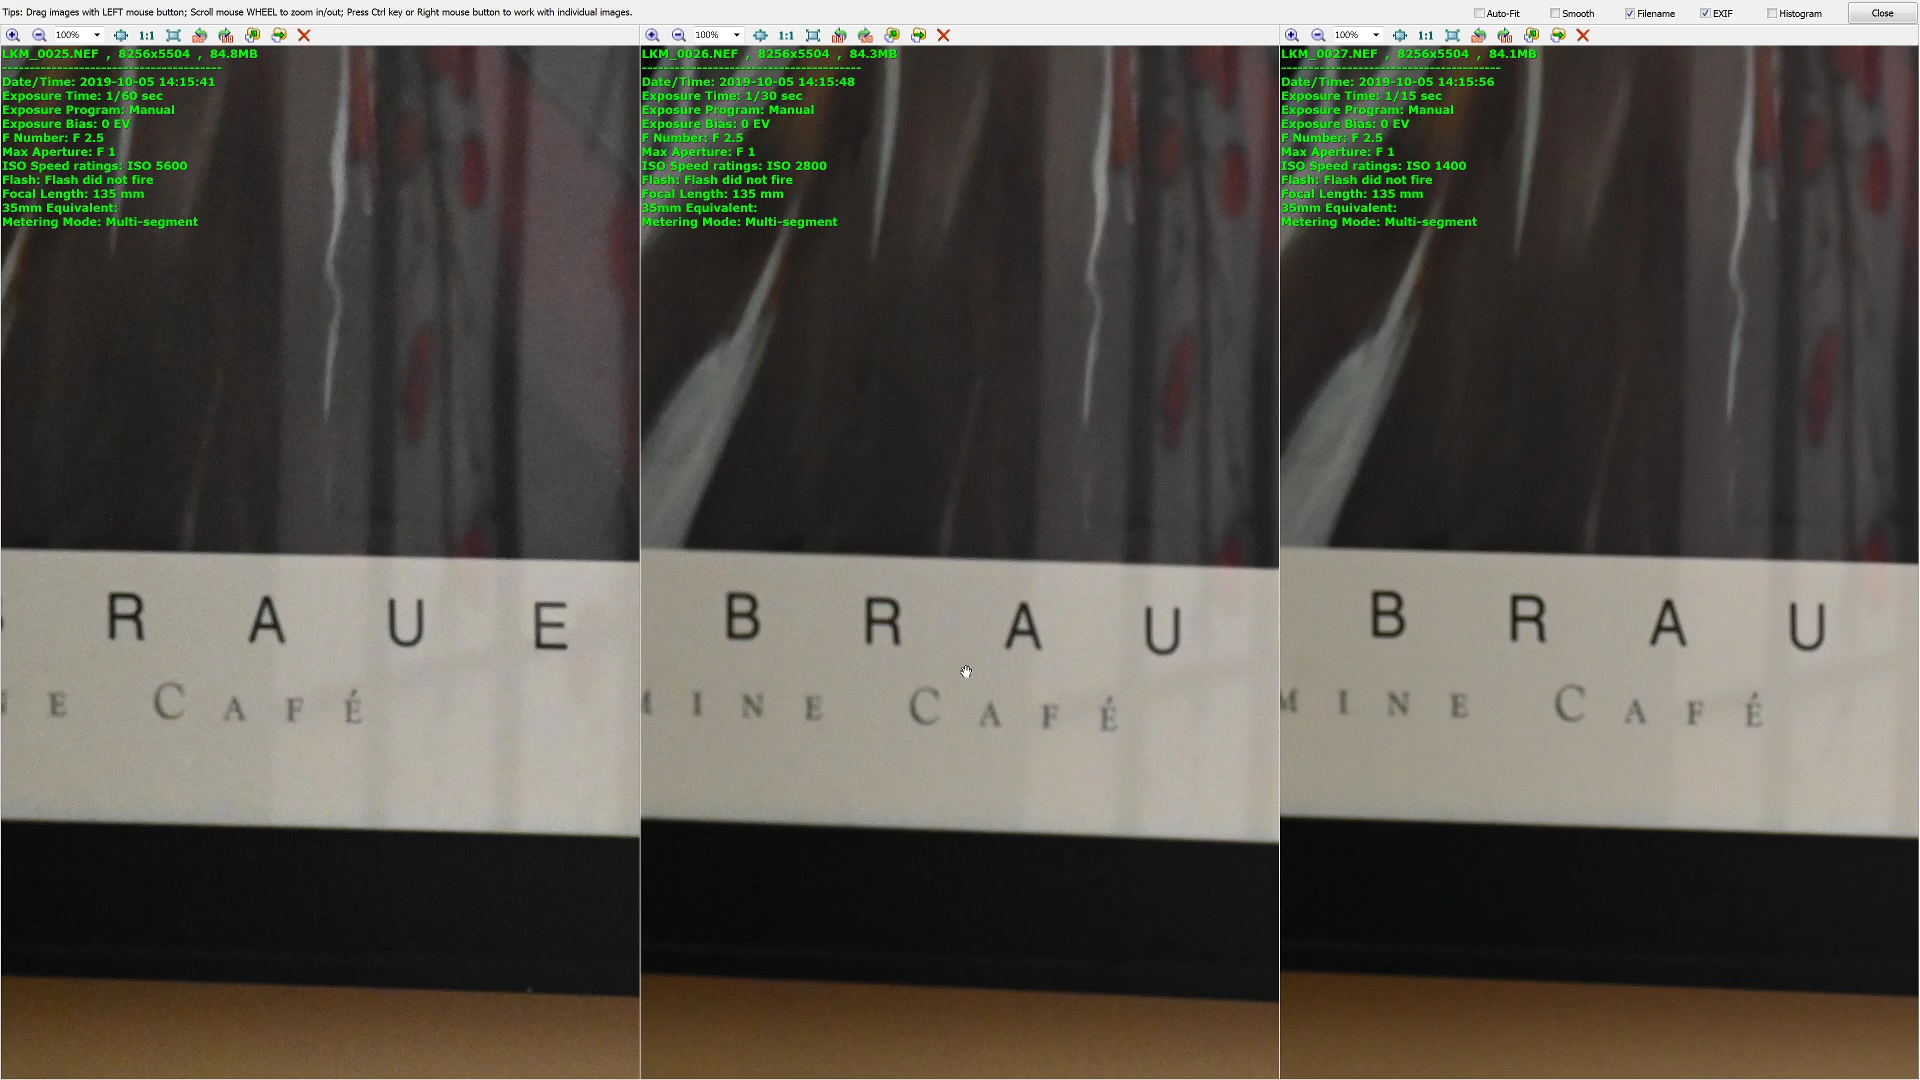 Tips: Drag images with LEFT mouse button; Scroll mouse WHEEL to zoom in/out; Press Ctrl key or Right mouse button to work with individual images.
Auto-Fit Smooth Filename EXIF Histogram Close
100% 1:1
LKM_0025.NEF , 8256x5504 , 84.8MB
--------------------------------------------
Date/Time: 2019-10-05 14:15:41
Exposure Time: 1/60 sec
Exposure Program: Manual
Exposure Bias: 0 EV
F Number: F 2.5
Max Aperture: F 1
ISO Speed ratings: ISO 5600
Flash: Flash did not fire
Focal Length: 135 mm
35mm Equivalent:
Metering Mode: Multi-segment
RAUE
NE CAFÉ
100% 1:1
LKM_0026.NEF , 8256x5504 , 84.3MB
--------------------------------------------
Date/Time: 2019-10-05 14:15:48
Exposure Time: 1/30 sec
Exposure Program: Manual
Exposure Bias: 0 EV
F Number: F 2.5
Max Aperture: F 1
ISO Speed ratings: ISO 2800
Flash: Flash did not fire
Focal Length: 135 mm
35mm Equivalent:
Metering Mode: Multi-segment
BRAU
MINE CAFÉ
100% 1:1
LKM_0027.NEF , 8256x5504 , 84.1MB
--------------------------------------------
Date/Time: 2019-10-05 14:15:56
Exposure Time: 1/15 sec
Exposure Program: Manual
Exposure Bias: 0 EV
F Number: F 2.5
Max Aperture: F 1
ISO Speed ratings: ISO 1400
Flash: Flash did not fire
Focal Length: 135 mm
35mm Equivalent:
Metering Mode: Multi-segment
BRAU
MINE CAFÉ